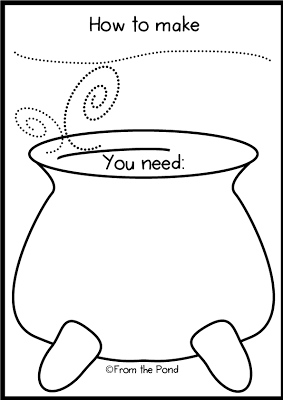 How to make
You need:
©From the Pond